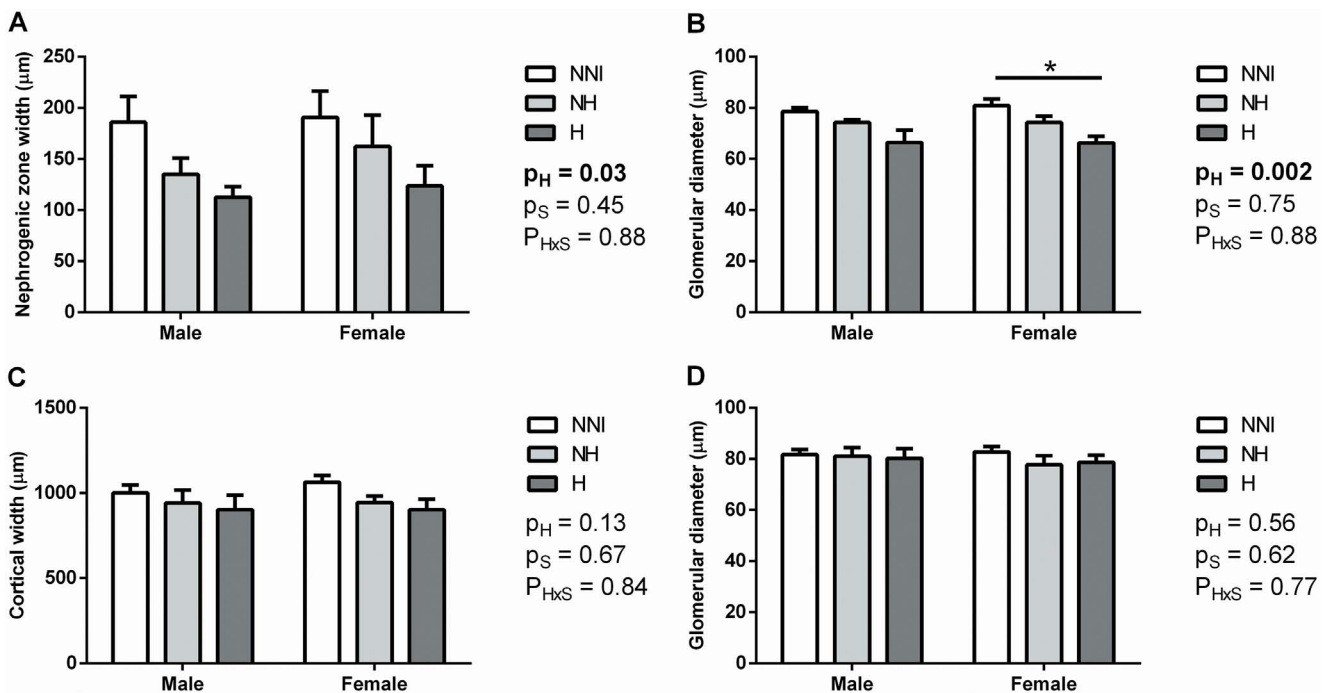 A
Nephrogenic zone width (μm)
250
200
150
100
50
0
Male
Female
NNI
NH
H
pH = 0.03
pS = 0.45
PHxS = 0.88
B
Glomerular diameter (μm)
100
80
60
40
20
0
*
Male
Female
NNI
NH
H
pH = 0.002
pS = 0.75
PHxS = 0.88
C
Cortical width (μm)
1500
1000
500
0
Male
Female
NNI
NH
H
pH = 0.13
pS = 0.67
PHxS = 0.84
D
Glomerular diameter (μm)
100
80
60
40
20
0
Male
Female
NNI
NH
H
pH = 0.56
pS = 0.62
PHxS = 0.77